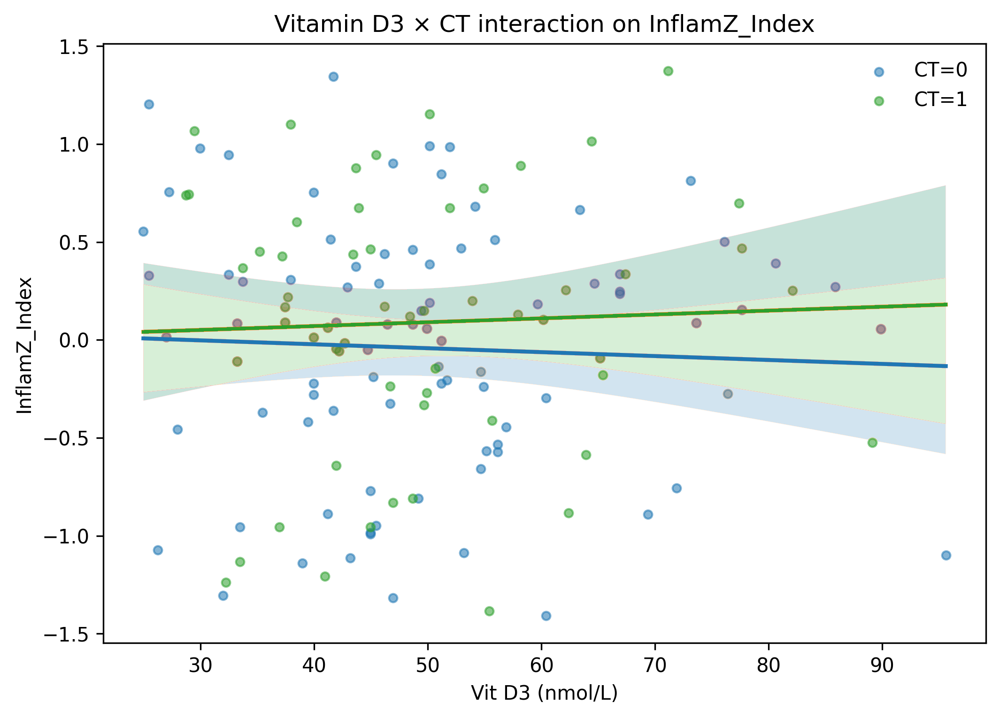 Vitamin D3 × CT interaction on InflamZ_Index
CT=0
CT=1
1.5
1.0
0.5
0.0
−0.5
−1.0
−1.5
InflamZ_Index
30 40 50 60 70 80 90
Vit D3 (nmol/L)